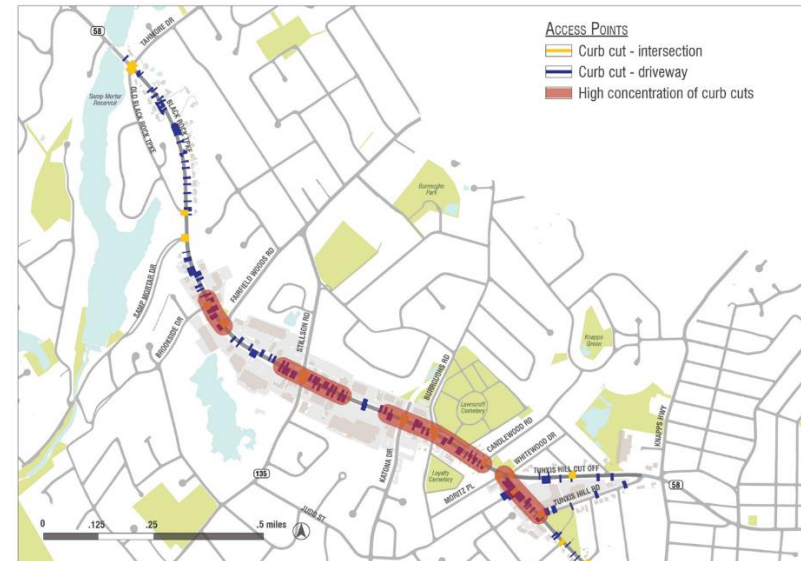 ACCESS POINTS
Curb cut - intersection
Curb cut - driveway
High concentration of curb cuts
58
TAHMORE DR
Samp Mortar
Reservoir
OLD BLACK ROCK TPKE
BLACK ROCK TPKE
Burroughs
Park
FAIRFIELD WOODS RD
SAMP MORTAR DR
BROOKSIDE DR
STILLSON RD
Knapps
Green
BURROUGHS RD
Lawncroft
Cemetery
KNAPPS HWY
CANDLEWOOD RD
WHITEWOOD DR
KATONA DR
135
Loyalty
Cemetery
TUNXIS HILL CUT OFF
58
MORITZ PL
TUNXIS HILL RD
JUDD ST
0 .125 .25 .5 miles